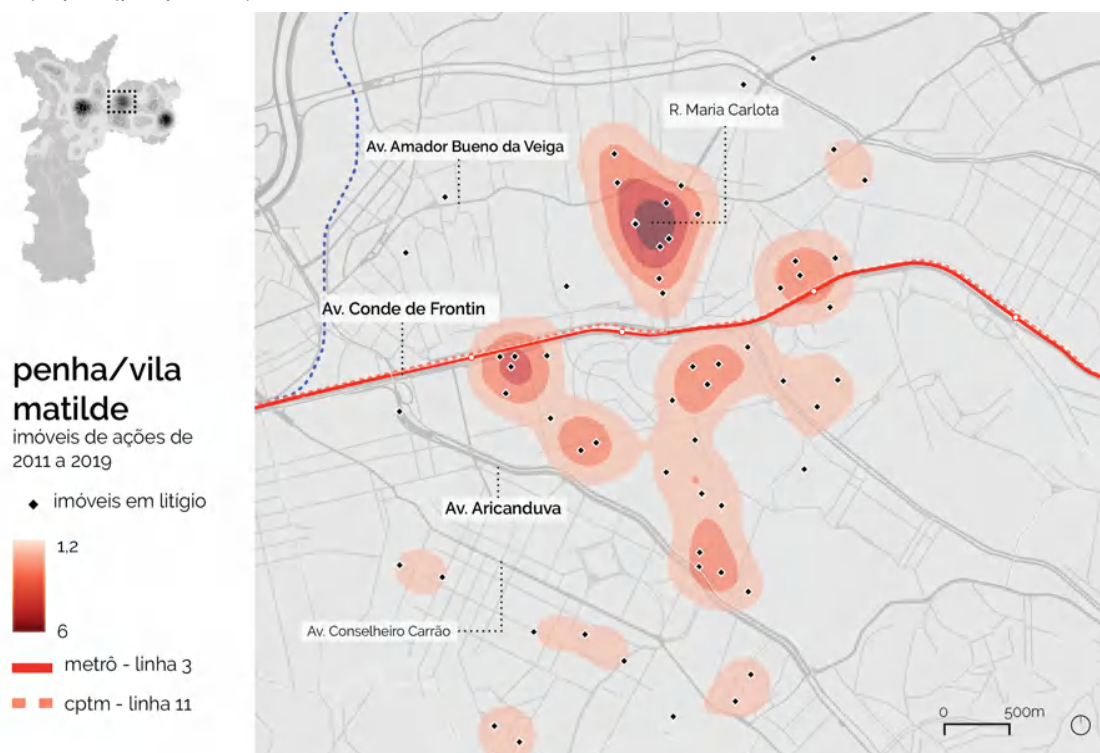 R. Maria Carlota
Av. Amador Bueno da Veiga
Av. Conde de Frontin
penha/vila
matilde
imóveis de ações de
2011 a 2019
imóveis em litígio
1,2
6
metrô - linha 3
cptm - linha 11
Av. Aricanduva
Av. Conselheiro Carrão
0 500m